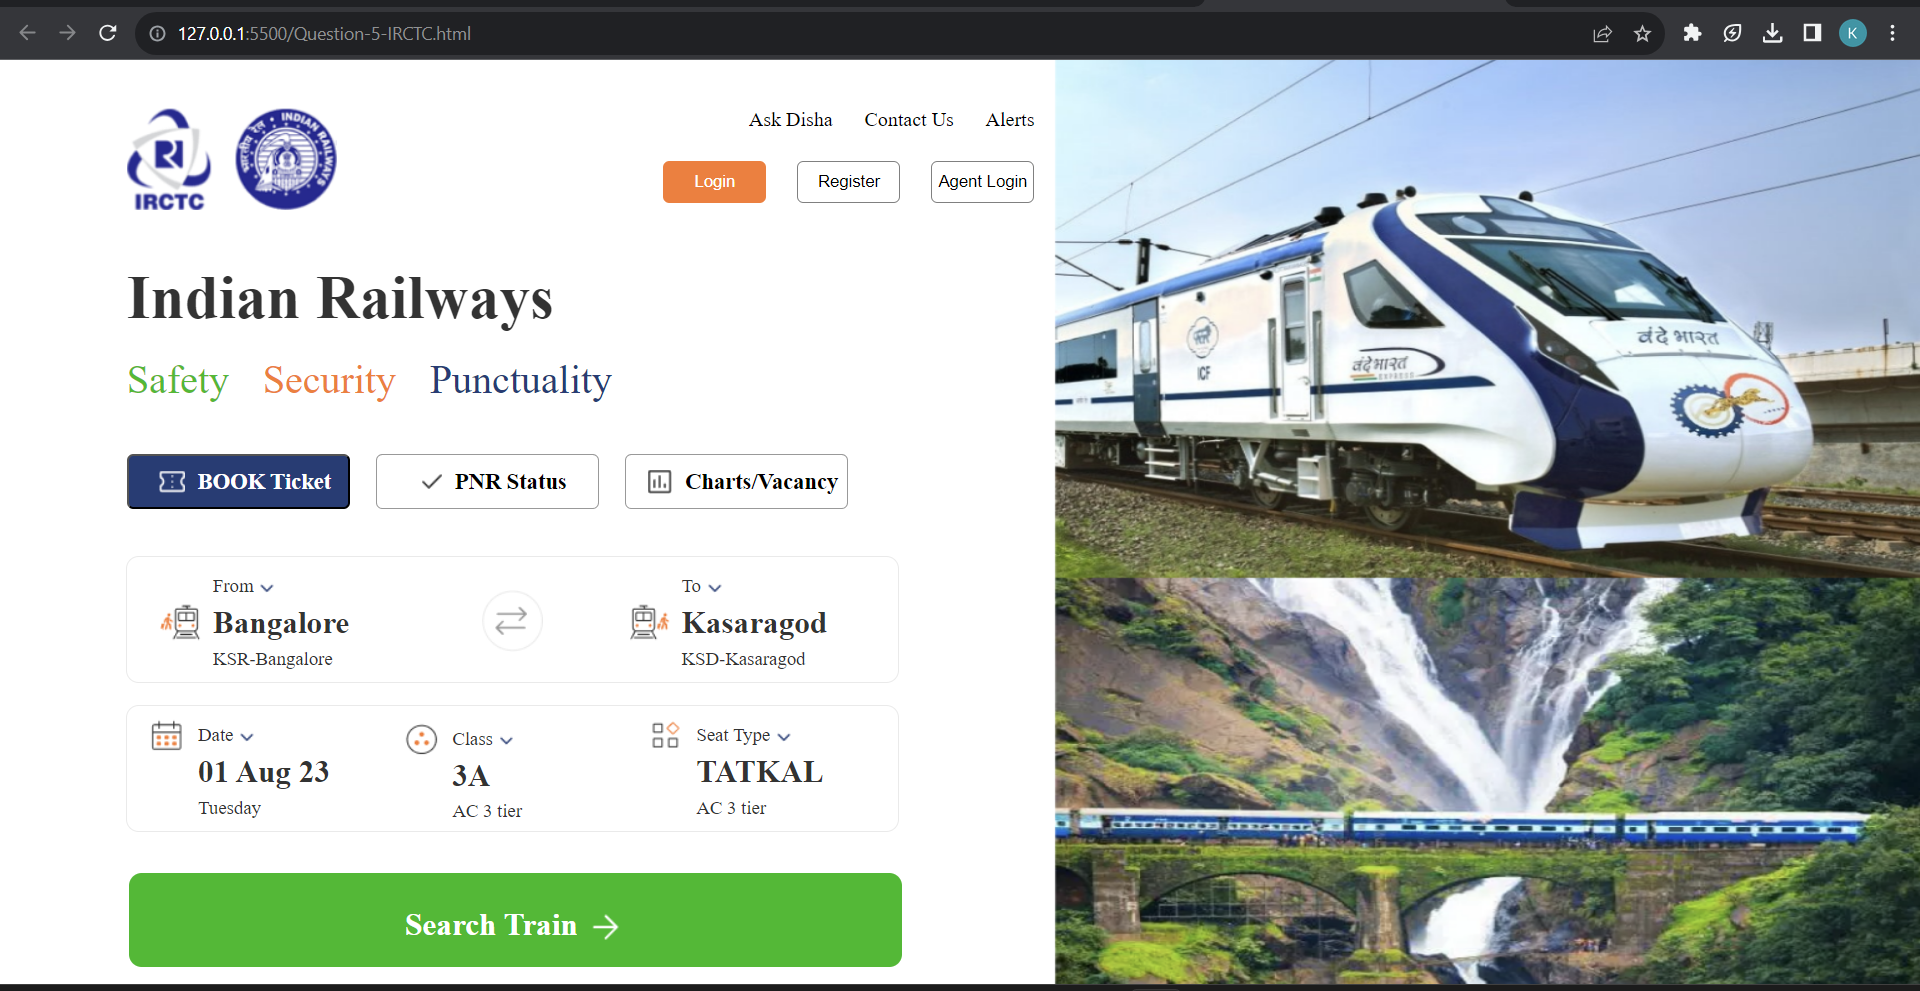 127.0.0.1:5500/Question-5-IRCTC.html
K
IRCTC
भारतीय रेल • INDIAN RAILWAYS
Ask Disha Contact Us Alerts
Login Register Agent Login
Indian Railways
Safety Security Punctuality
BOOK Ticket PNR Status Charts/Vacancy
From
Bangalore
KSR-Bangalore
To
Kasaragod
KSD-Kasaragod
Date
01 Aug 23
Tuesday
Class
3A
AC 3 tier
Seat Type
TATKAL
AC 3 tier
Search Train
वंदे भारत
वंदे भारत
EXPRESS
ICF